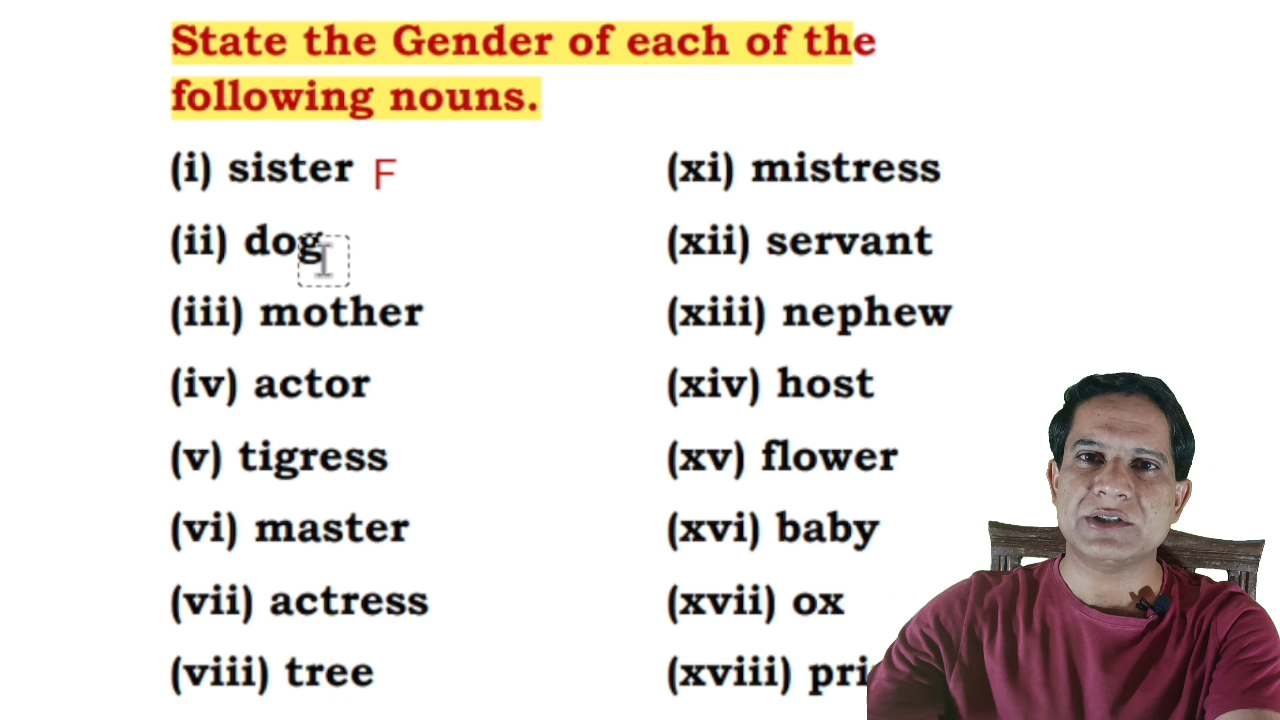 State the Gender of each of the
following nouns.
(i) sister F
(ii) dog
(iii) mother
(iv) actor
(v) tigress
(vi) master
(vii) actress
(viii) tree
(xi) mistress
(xii) servant
(xiii) nephew
(xiv) host
(xv) flower
(xvi) baby
(xvii) ox
(xviii)